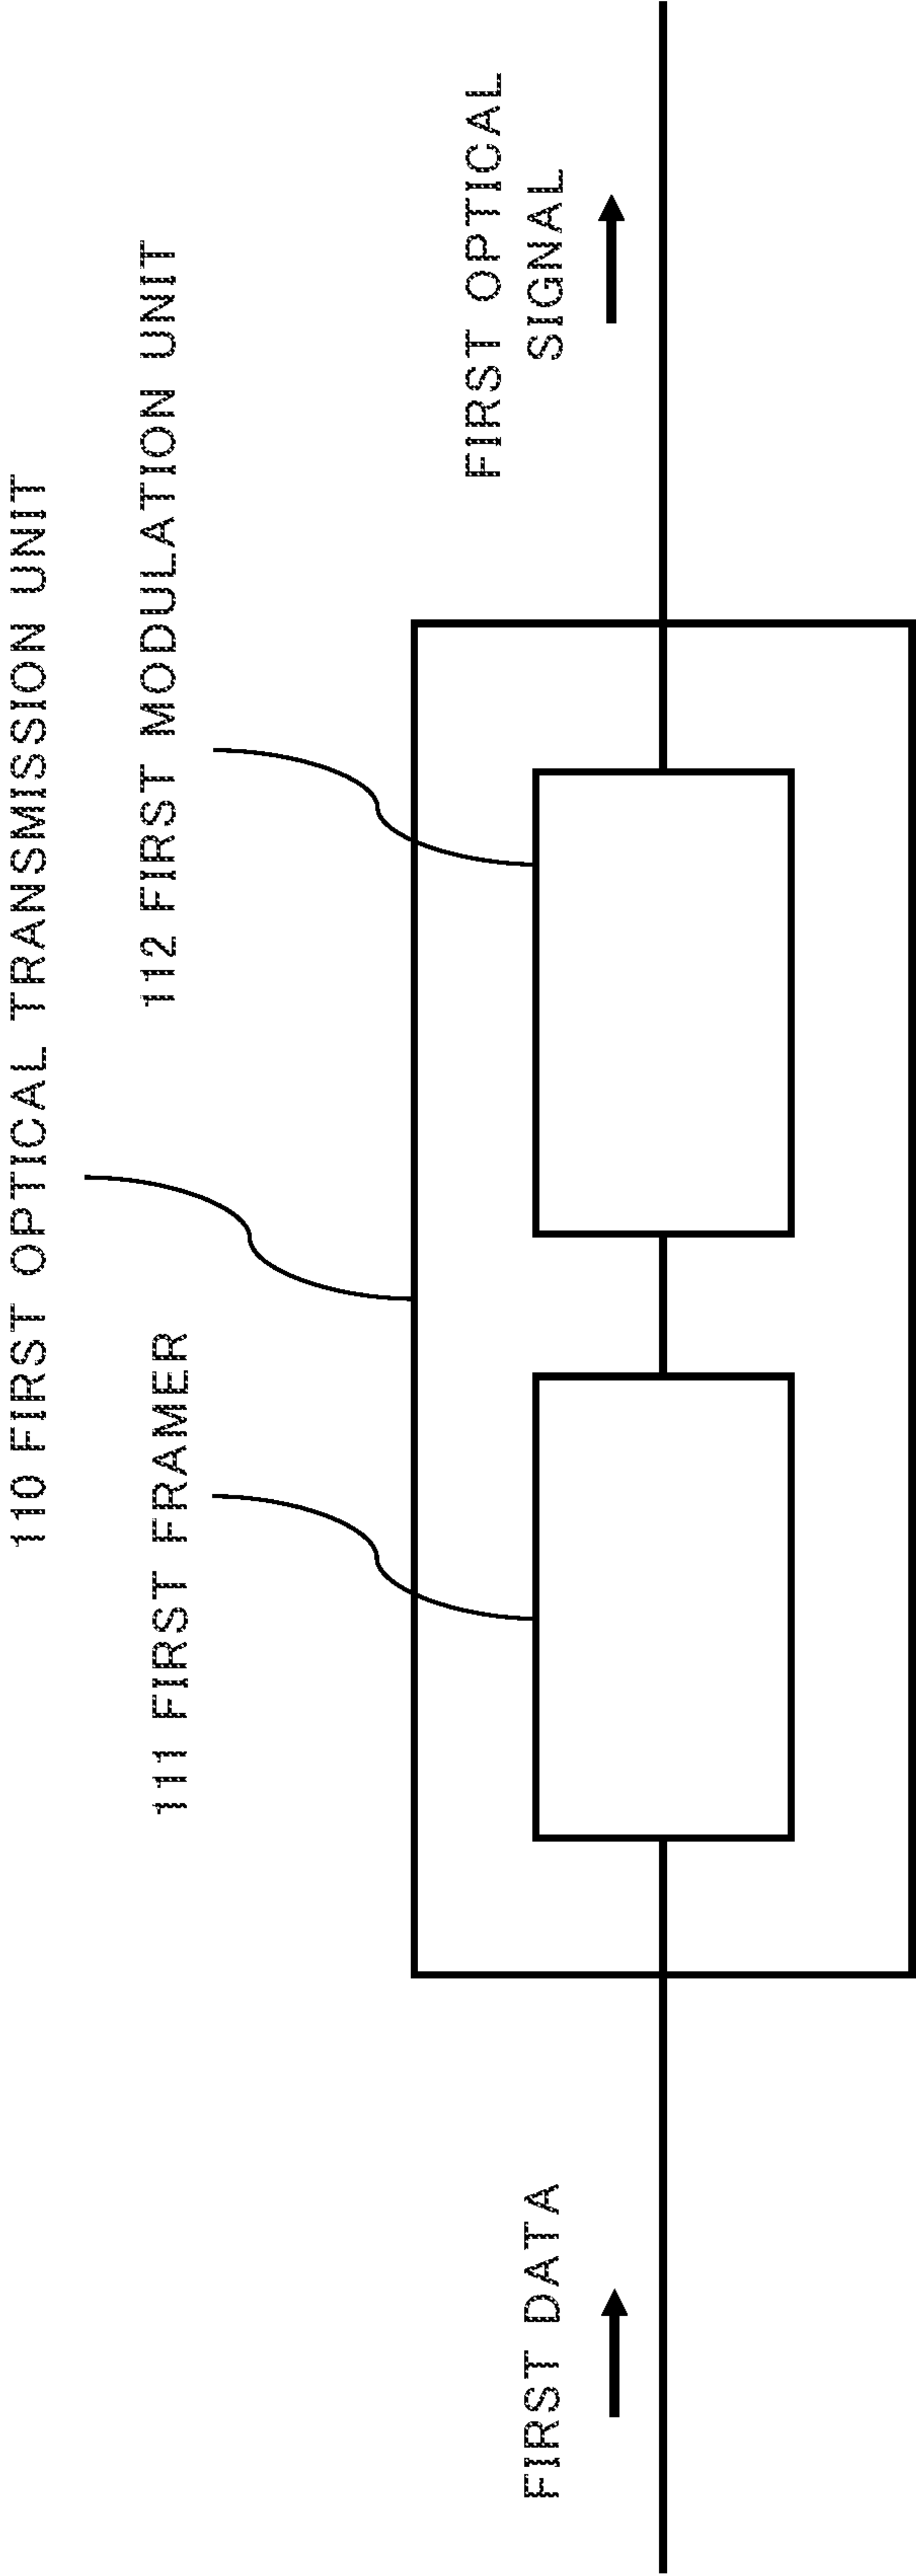 110 FIRST OPTICAL TRANSMISSION UNIT
111 FIRST FRAMER
112 FIRST MODULATION UNIT
FIRST DATA
FIRST OPTICAL
SIGNAL